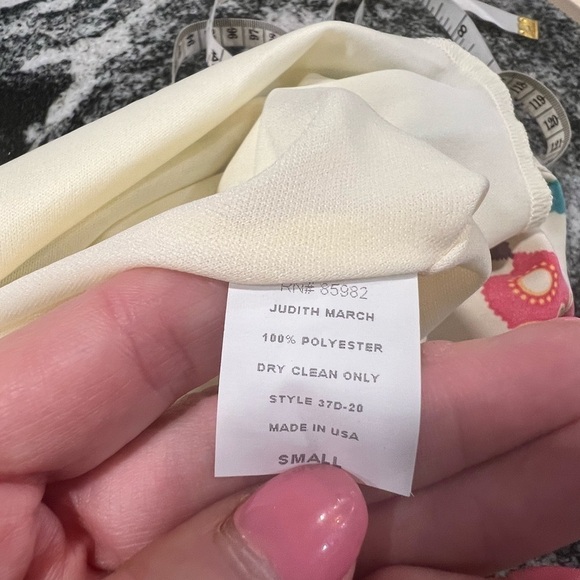 RN# 85982
JUDITH MARCH
100% POLYESTER
DRY CLEAN ONLY
STYLE 37D-20
MADE IN USA
SMALL